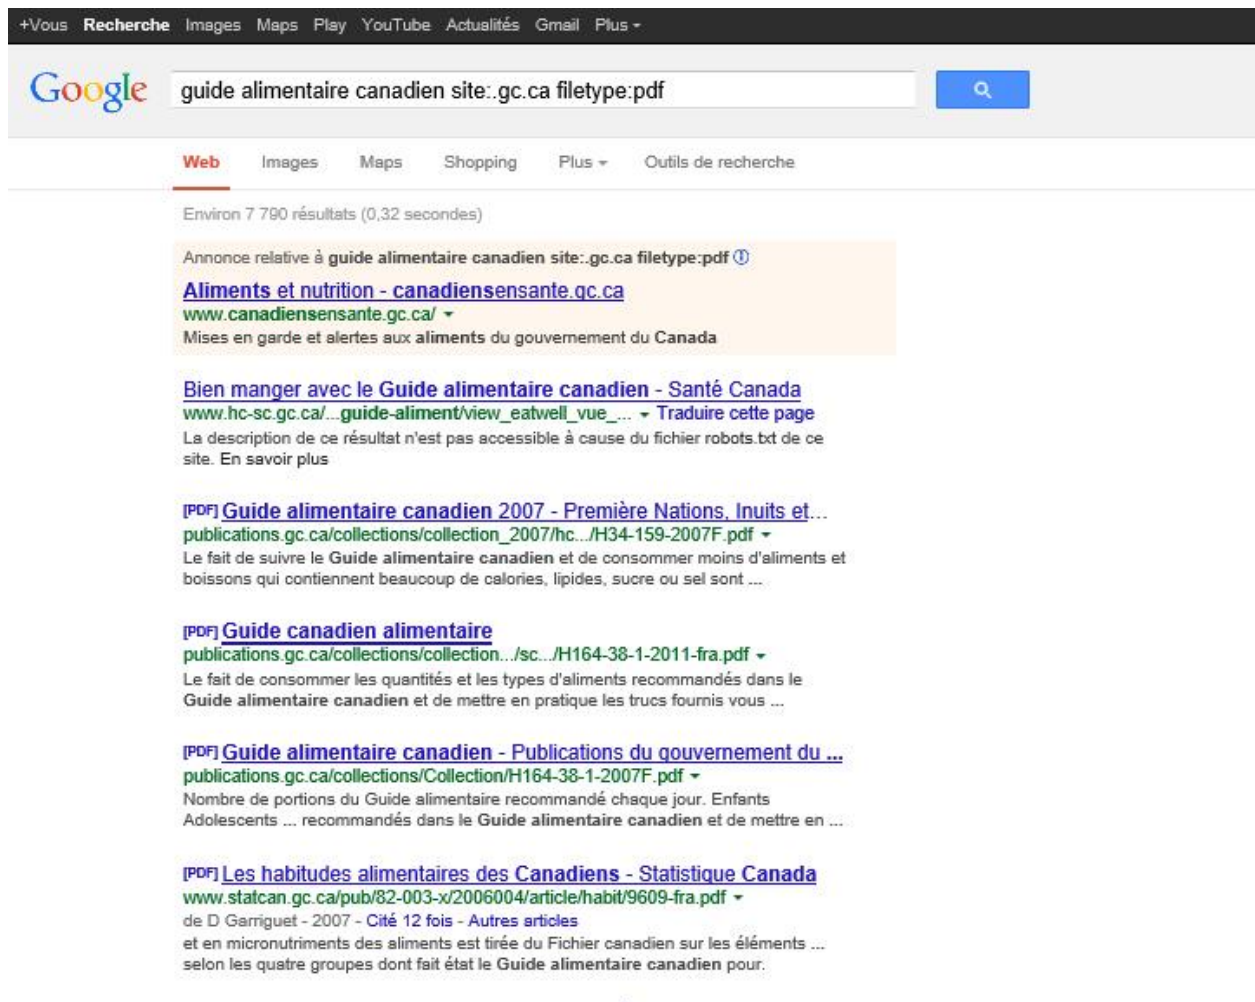 +Vous Recherche Images Maps Play YouTube Actualités Gmail Plus
Google guide alimentaire canadien site:.gc.ca filetype:pdf
Web Images Maps Shopping Plus Outils de recherche
Environ 7 790 résultats (0,32 secondes)
Annonce relative à guide alimentaire canadien site:.gc.ca filetype:pdf
Aliments et nutrition - canadiensensante.gc.ca
www.canadiensensante.gc.ca/
Mises en garde et alertes aux aliments du gouvernement du Canada
Bien manger avec le Guide alimentaire canadien - Santé Canada
www.hc-sc.gc.ca/...guide-aliment/view_eatwell_vue_... Traduire cette page
La description de ce résultat n'est pas accessible à cause du fichier robots.txt de ce
site. En savoir plus
[PDF] Guide alimentaire canadien 2007 - Première Nations, Inuits et...
publications.gc.ca/collections/collection_2007/hc.../H34-159-2007F.pdf
Le fait de suivre le Guide alimentaire canadien et de consommer moins d'aliments et
boissons qui contiennent beaucoup de calories, lipides, sucre ou sel sont ...
[PDF] Guide canadien alimentaire
publications.gc.ca/collections/collection.../sc.../H164-38-1-2011-fra.pdf
Le fait de consommer les quantités et les types d'aliments recommandés dans le
Guide alimentaire canadien et de mettre en pratique les trucs fournis vous ...
[PDF] Guide alimentaire canadien - Publications du gouvernement du ...
publications.gc.ca/collections/Collection/H164-38-1-2007F.pdf
Nombre de portions du Guide alimentaire recommandé chaque jour. Enfants
Adolescents ... recommandés dans le Guide alimentaire canadien et de mettre en ...
[PDF] Les habitudes alimentaires des Canadiens - Statistique Canada
www.statcan.gc.ca/pub/82-003-x/2006004/article/habit/9609-fra.pdf
de D Garriguet - 2007 - Cité 12 fois - Autres articles
et en micronutriments des aliments est tirée du Fichier canadien sur les éléments ...
selon les quatre groupes dont fait état le Guide alimentaire canadien pour.